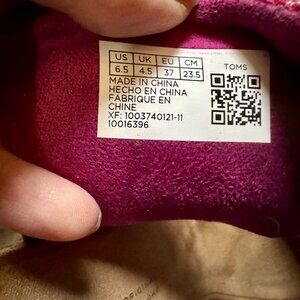 US UK EU CM TOMS
6.5 4.5 37 23.5
MADE IN CHINA
HECHO EN CHINA
FABRIQUE EN
CHINE
XF: 1003740121-11
10016396